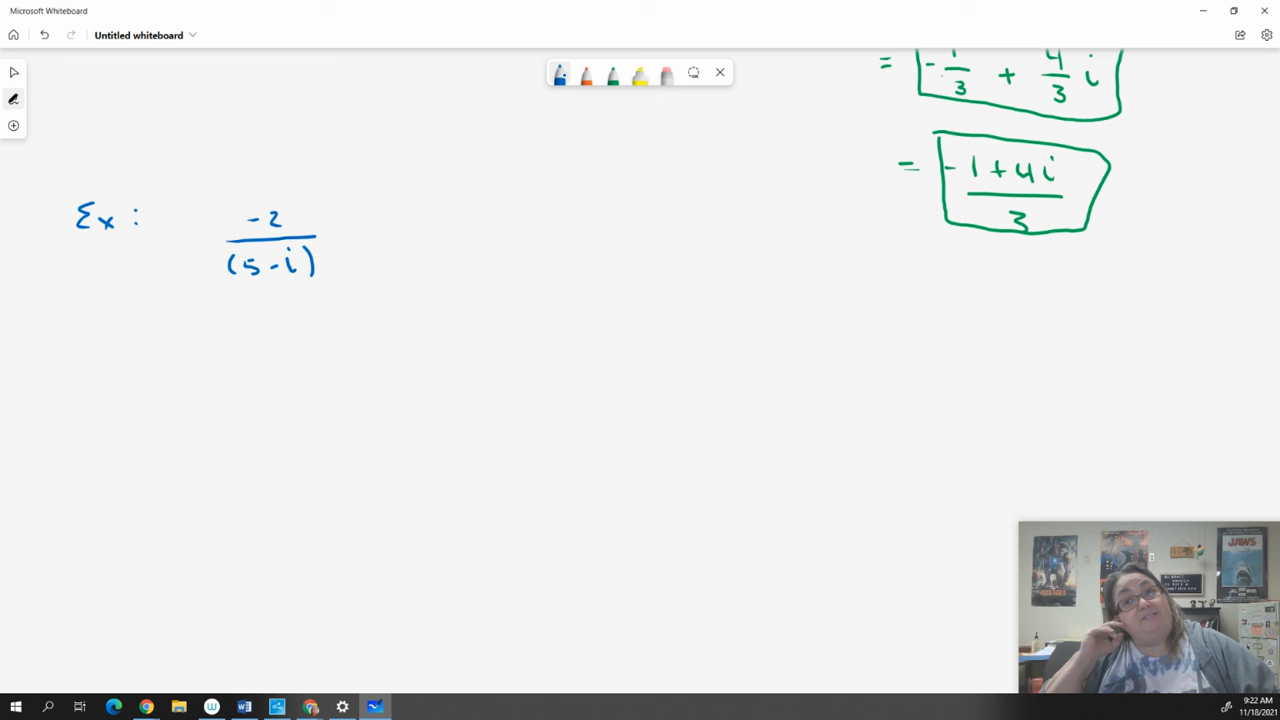 Microsoft Whiteboard
Untitled whiteboard
= -1/3 + 4/3 i
= -1+4i
3
Ex :
-2
(5-i)
JAWS
9:22 AM
11/18/2021